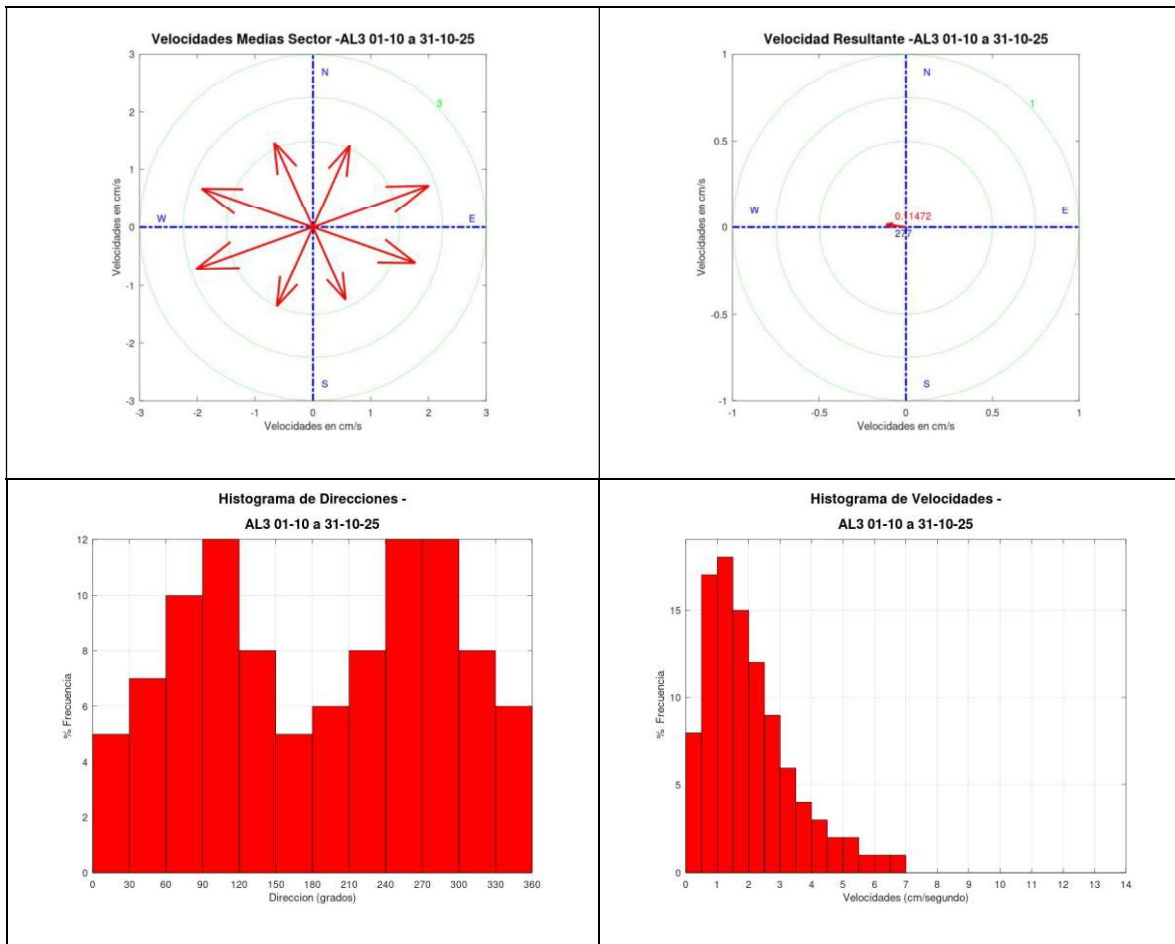 Velocidades Medias Sector -AL3 01-10 a 31-10-25
3
2
1
0
-1
-2
-3
Velocidades en cm/s
N
3
W
E
S
-3
-2
-1
0
1
2
3
Velocidades en cm/s
Velocidad Resultante -AL3 01-10 a 31-10-25
1
0.5
0
-0.5
-1
Velocidades en cm/s
N
1
W
E
0.11472
277
S
-1
-0.5
0
0.5
1
Velocidades en cm/s
Histograma de Direcciones -
AL3 01-10 a 31-10-25
12
10
8
6
4
2
0
% Frecuencia
0 30 60 90 120 150 180 210 240 270 300 330 360
Direccion (grados)
Histograma de Velocidades -
AL3 01-10 a 31-10-25
15
10
5
0
% Frecuencia
0 1 2 3 4 5 6 7 8 9 10 11 12 13 14
Velocidades (cm/segundo)